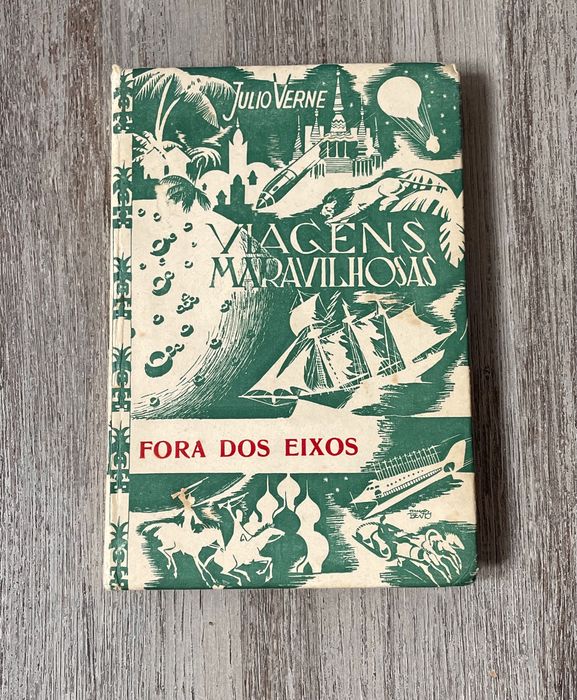 JULIO VERNE
VIAGENS
MARAVILHOSAS
FORA DOS EIXOS